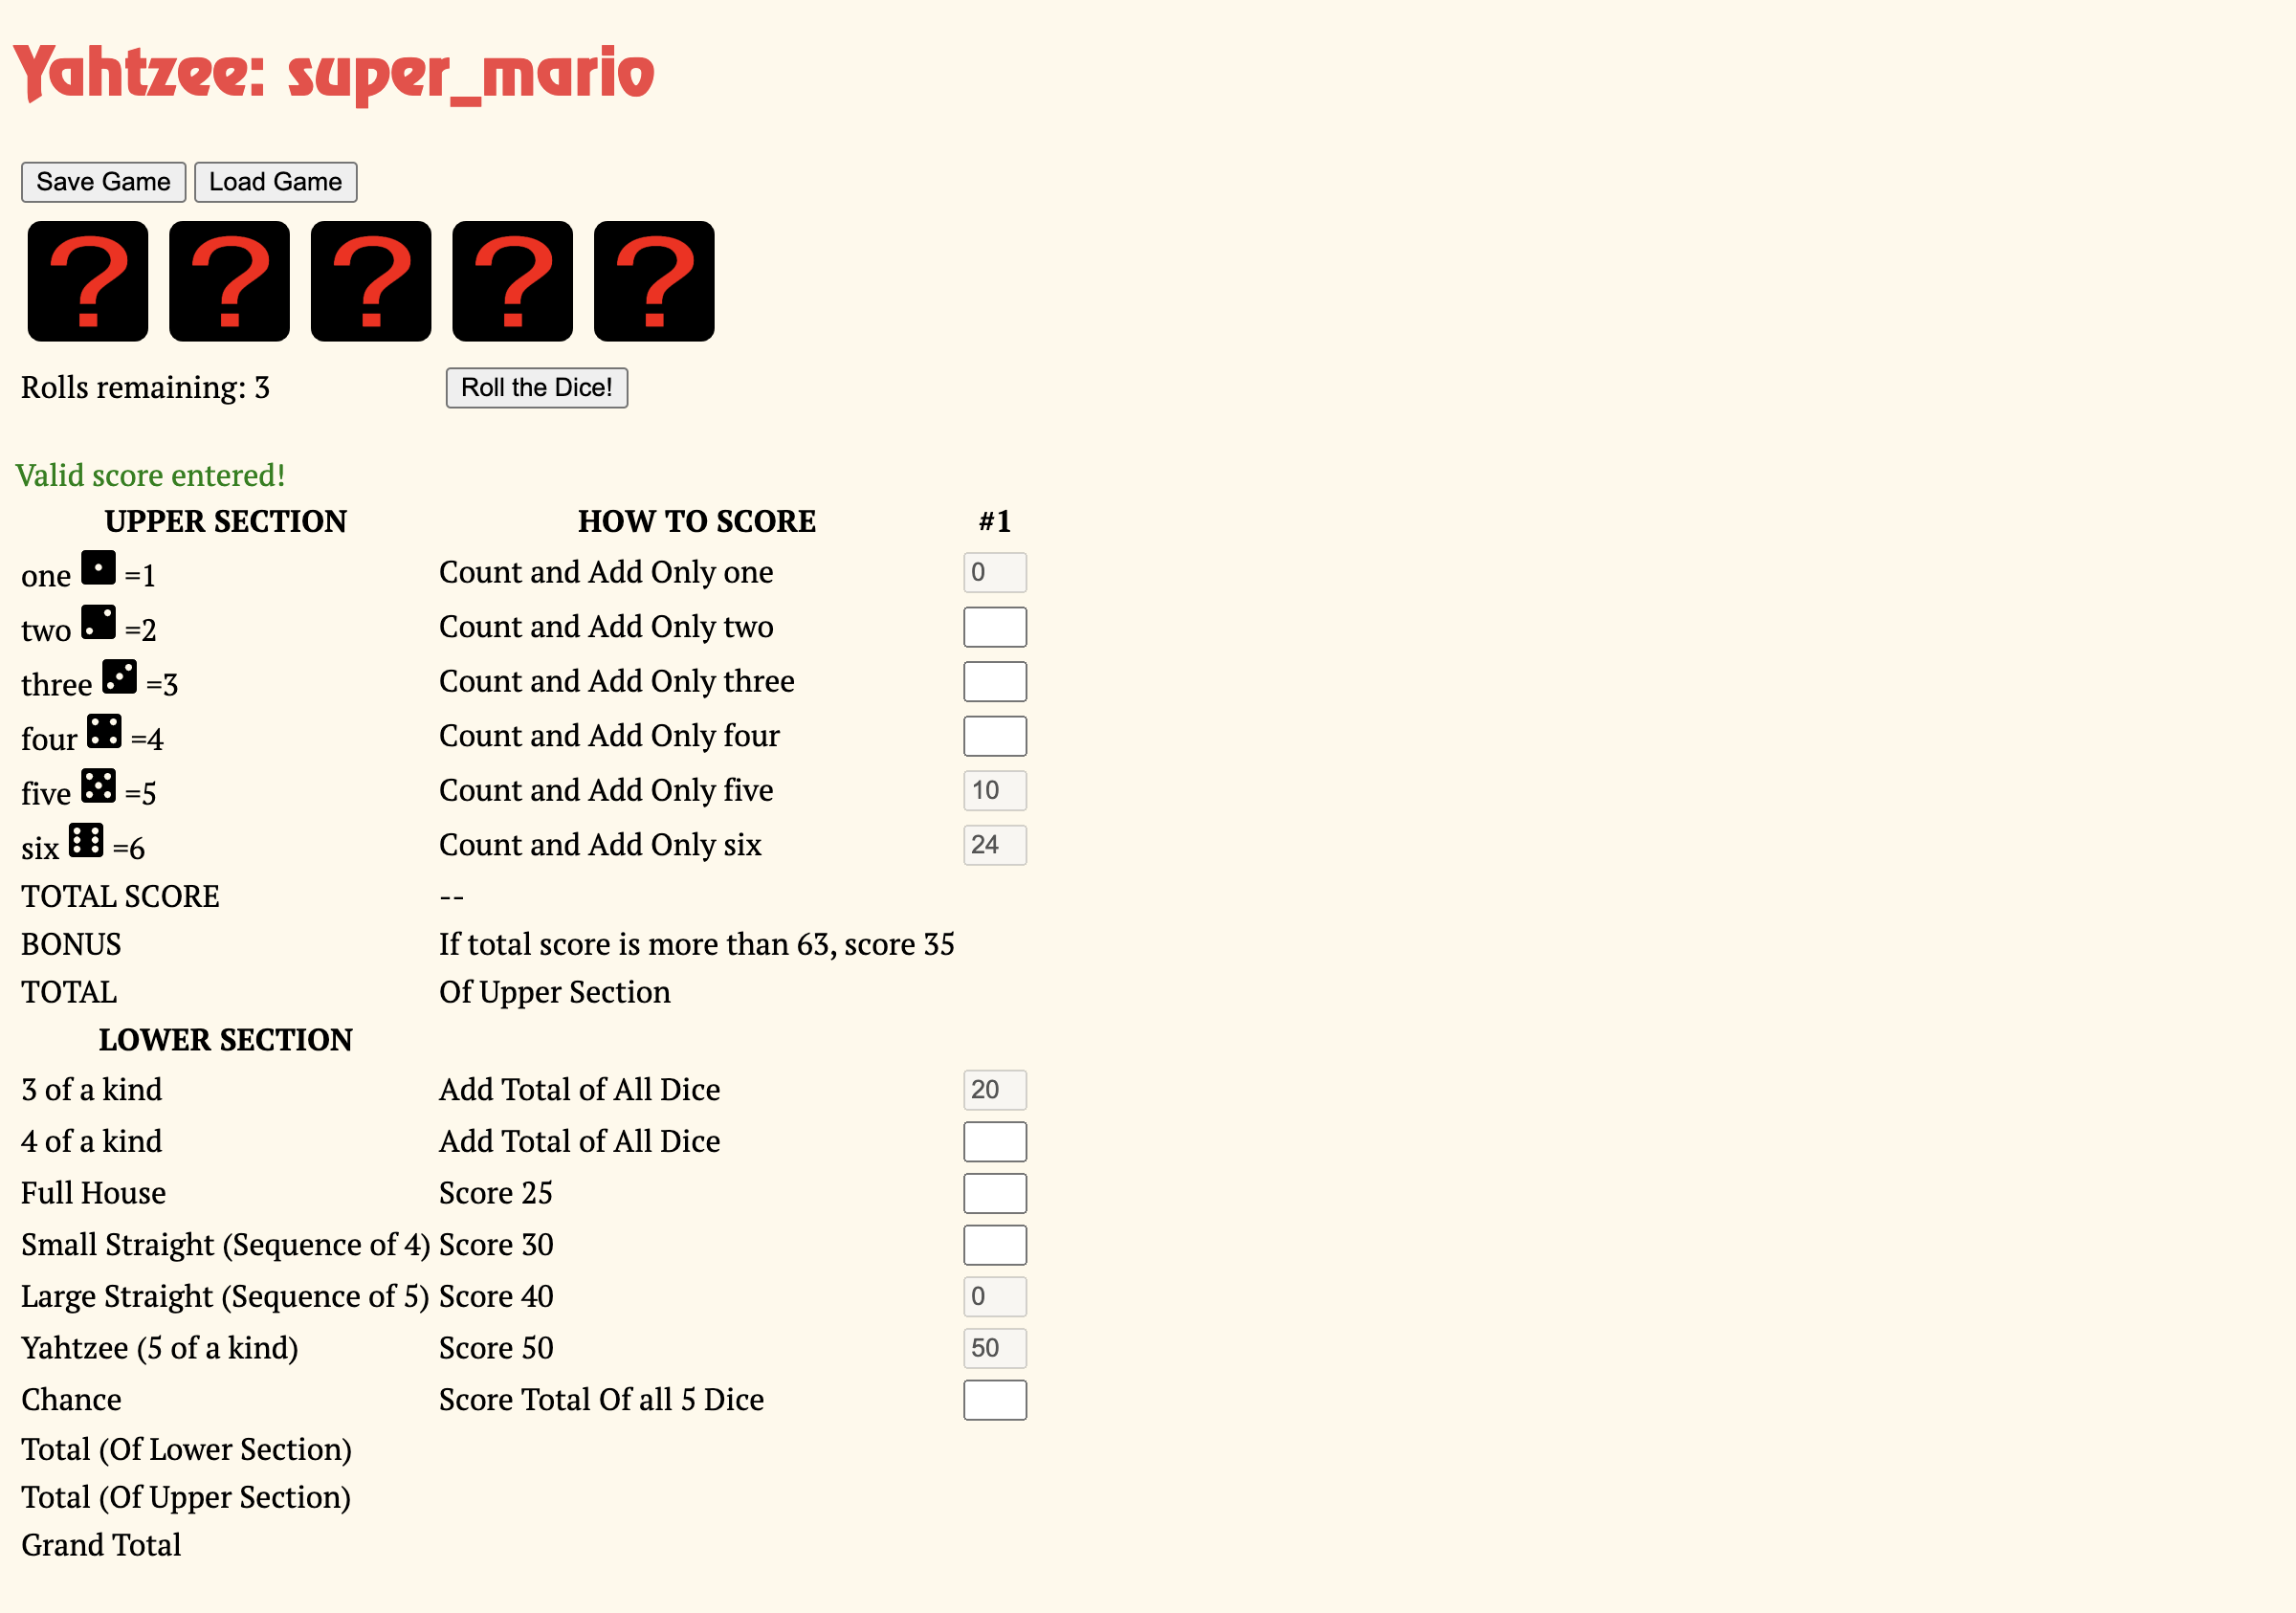 Yahtzee: super_mario
Save Game Load Game
? ? ? ? ?
Rolls remaining: 3 Roll the Dice!
Valid score entered!
UPPER SECTION HOW TO SCORE #1
one =1 Count and Add Only one 0
two =2 Count and Add Only two
three =3 Count and Add Only three
four =4 Count and Add Only four
five =5 Count and Add Only five 10
six =6 Count and Add Only six 24
TOTAL SCORE --
BONUS If total score is more than 63, score 35
TOTAL Of Upper Section
LOWER SECTION
3 of a kind Add Total of All Dice 20
4 of a kind Add Total of All Dice
Full House Score 25
Small Straight (Sequence of 4) Score 30
Large Straight (Sequence of 5) Score 40 0
Yahtzee (5 of a kind) Score 50 50
Chance Score Total Of all 5 Dice
Total (Of Lower Section)
Total (Of Upper Section)
Grand Total